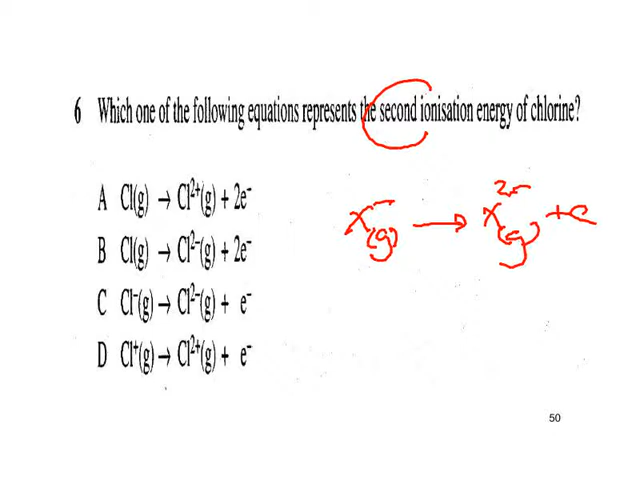 6 Which one of the following equations represents the second ionisation energy of chlorine?
A Cl(g) → Cl²⁺(g) + 2e⁻
B Cl(g) → Cl²⁻(g) + 2e⁻
C Cl⁻(g) → Cl²⁻(g) + e⁻
D Cl⁺(g) → Cl²⁺(g) + e⁻
X⁻(g) → X²⁻(g) + e
50